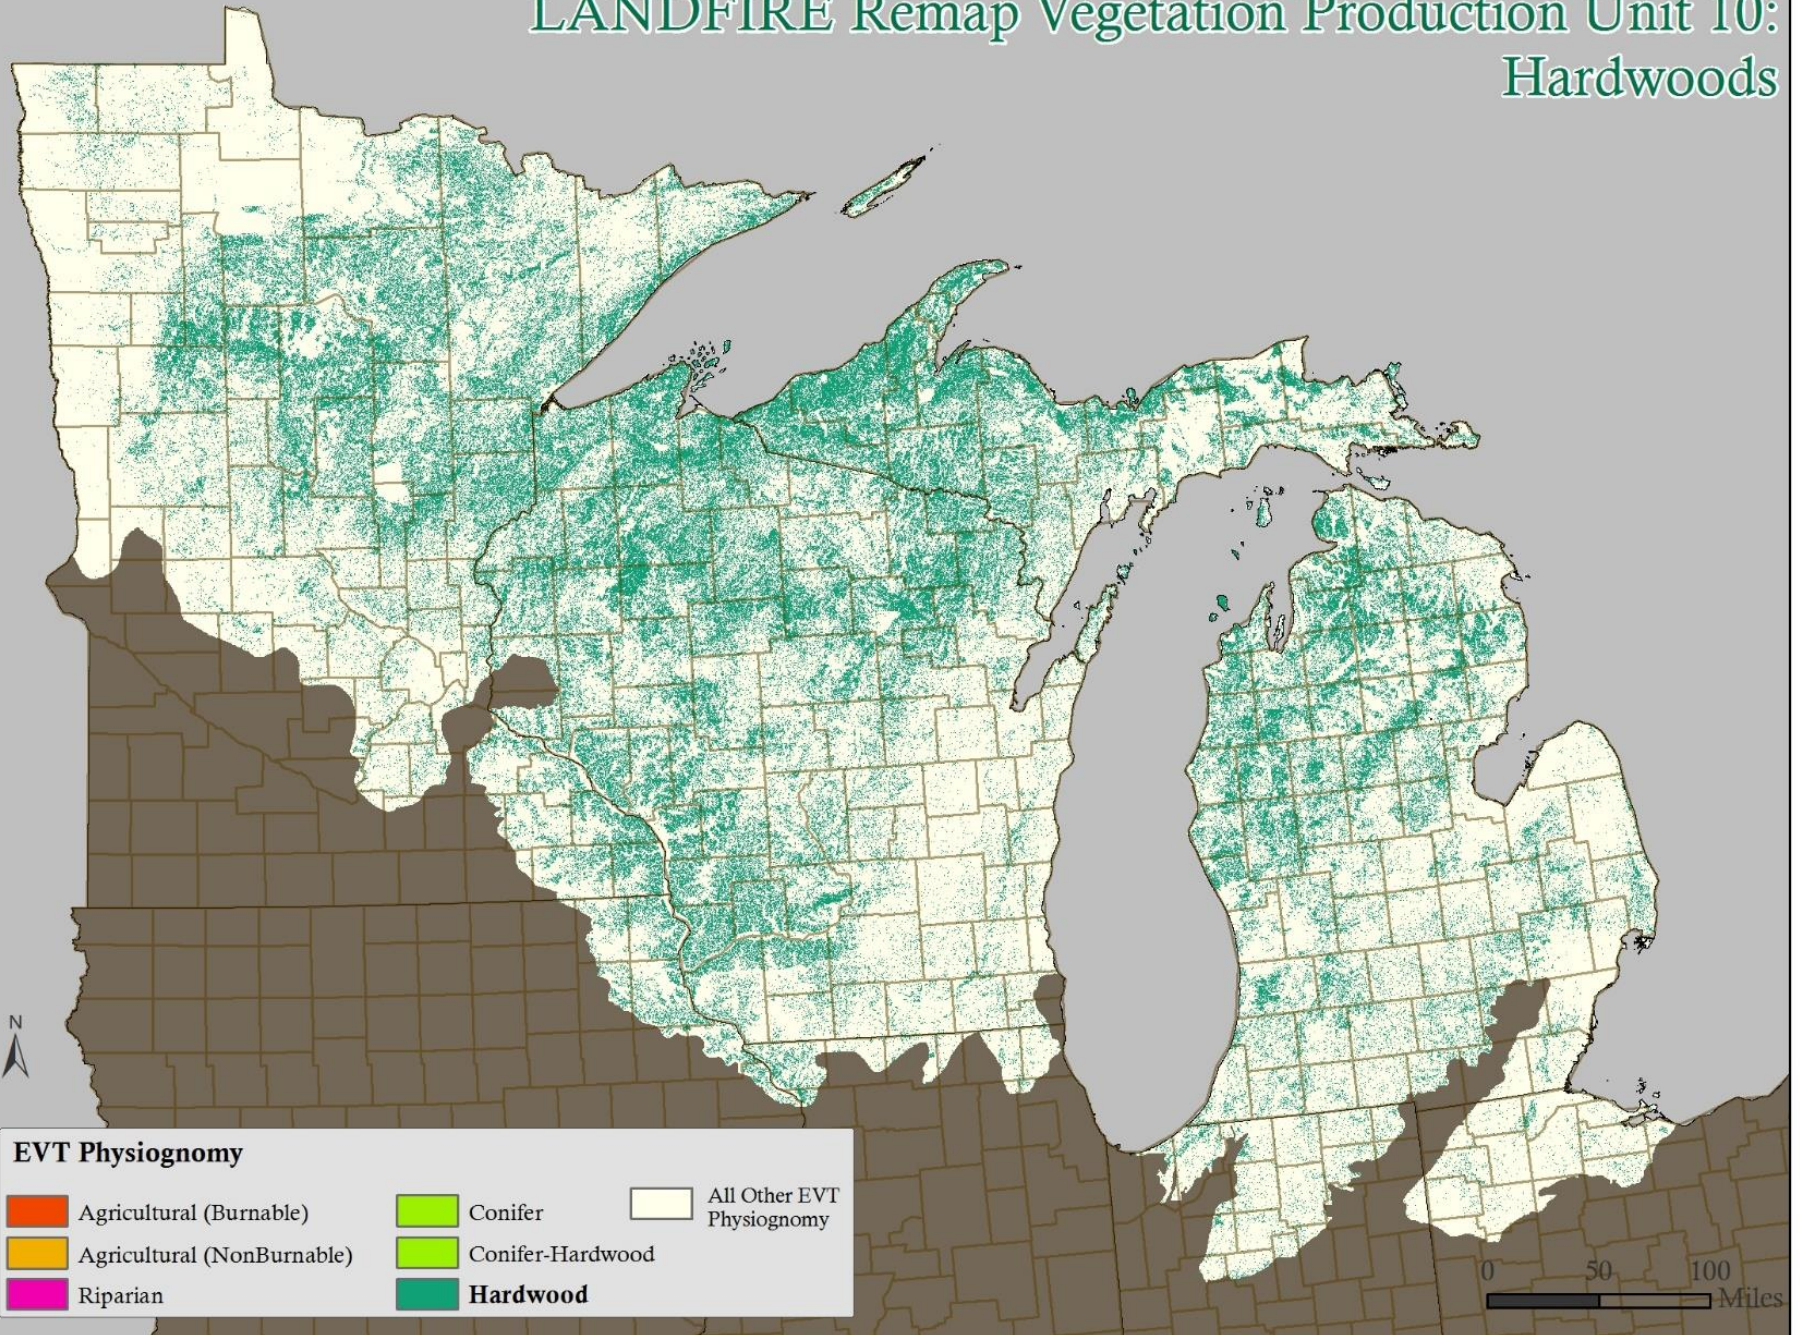 LANDFIRE Remap Vegetation Production Unit 10:
Hardwoods
N
EVT Physiognomy
Agricultural (Burnable)
Agricultural (NonBurnable)
Riparian
Conifer
Conifer-Hardwood
Hardwood
All Other EVT
Physiognomy
0 50 100
Miles